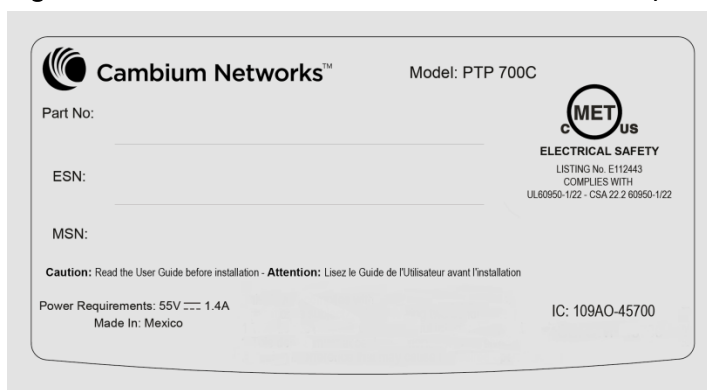 Cambium Networks™
Model: PTP 700C
Part No:
MET
c us
ELECTRICAL SAFETY
LISTING No. E112443
COMPLIES WITH
UL60950-1/22 - CSA 22.2 60950-1/22
ESN:
MSN:
Caution: Read the User Guide before installation - Attention: Lisez le Guide de l'Utilisateur avant l'installation
Power Requirements: 55V ⎓ 1.4A
Made In: Mexico
IC: 109AO-45700